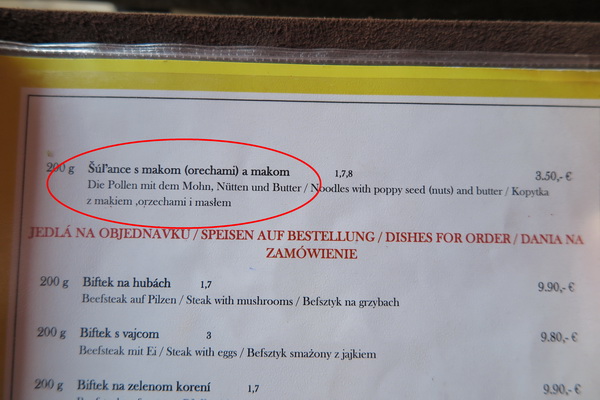 200 g Šúľance s makom (orechami) a makom 1,7,8 3.50,- €
Die Pollen mit dem Mohn, Nütten und Butter / Noodles with poppy seed (nuts) and butter / Kopytka
z makiem ,orzechami i masłem
JEDLÁ NA OBJEDNÁVKU / SPEISEN AUF BESTELLUNG / DISHES FOR ORDER / DANIA NA
ZAMÓWIENIE
200 g Biftek na hubách 1,7 9.90,- €
Beefsteak auf Pilzen / Steak with mushrooms / Befsztyk na grzybach
200 g Biftek s vajcom 3 9.80,- €
Beefsteak mit Ei / Steak with eggs / Befsztyk smażony z jajkiem
200 g Biftek na zelenom korení 1,7 9.90,- €